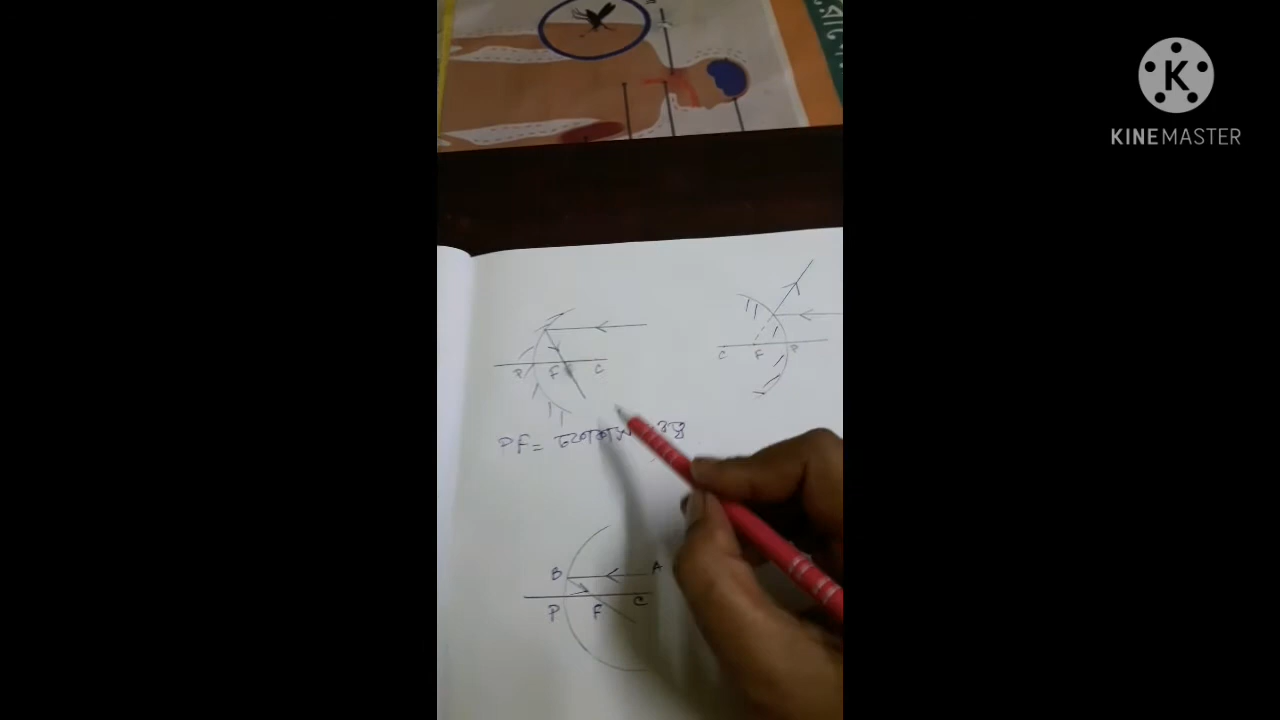 K
KINEMASTER
P F C
C F P
PF = ফোকাস
B A
P F C